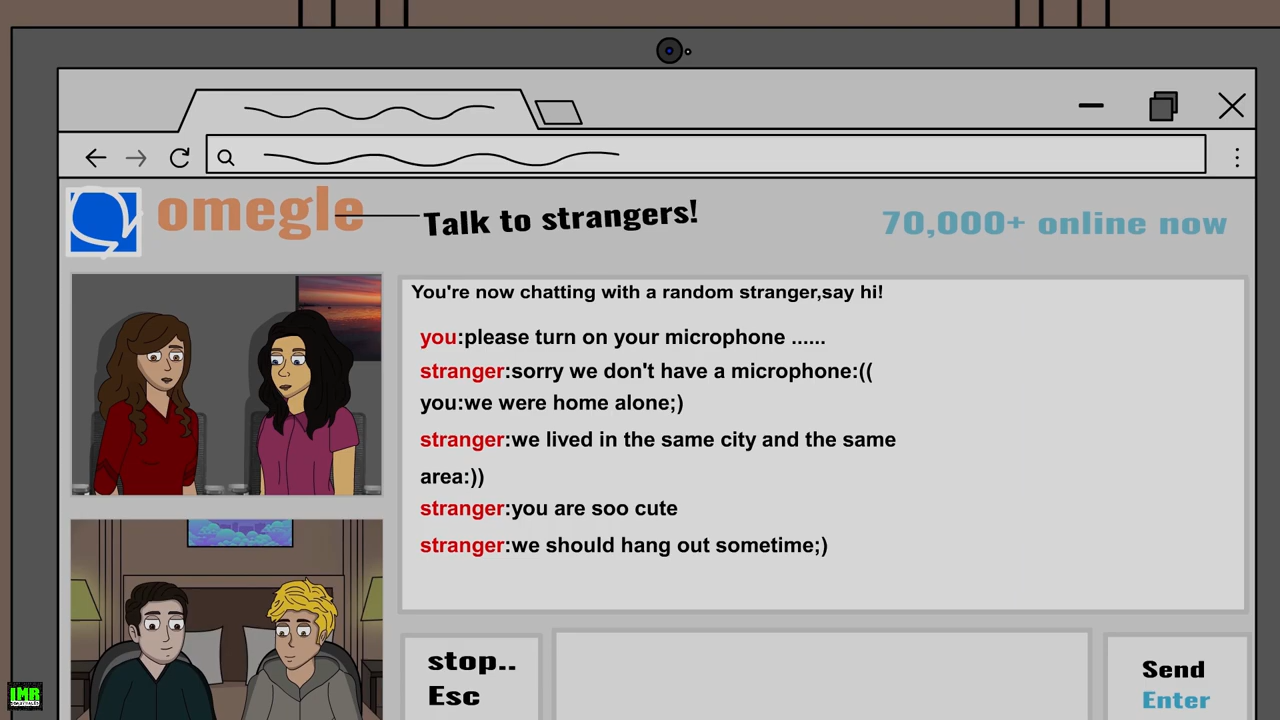 omegle
Talk to strangers!
70,000+ online now
You're now chatting with a random stranger,say hi!
you:please turn on your microphone ......
stranger:sorry we don't have a microphone:((
you:we were home alone;)
stranger:we lived in the same city and the same
area:))
stranger:you are soo cute
stranger:we should hang out sometime;)
stop..
Esc
Send
Enter
LMR